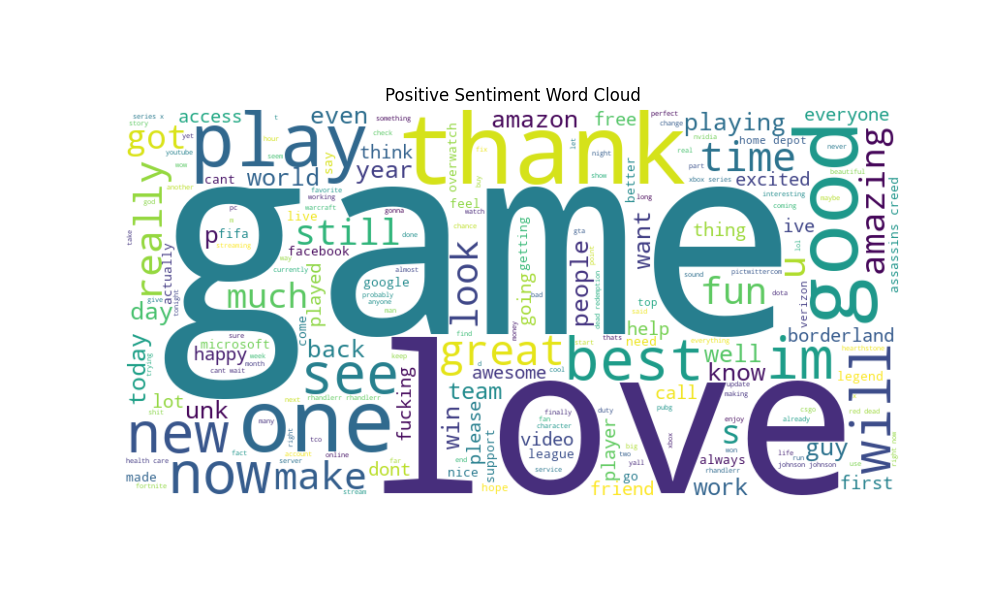 Positive Sentiment Word Cloud
series x
t
something
perfect
story
access
even
amazon
free
change
everyone
yet
got
play
thank
playing
nvidia
youtube
hour
check
fix
let
real
home depot
never
wow
seem
say
think
overwatch
night
part
time
beautiful
cant
world
year
buy
show
better
xbox series
excited
interesting
another
favorite
working
feel
long
coming
maybe
god
really
pc
warcraft
gonna
watch
live
game
good
amazing
assassins creed
n
chance
gta
want
thing
ive
take
p
fifa
still
done
look
getting
people
point
u
lol
streaming
facebook
actually
way
almost
sound
pictwittercom
currently
google
going
bad
dead redemption
fun
dota
verizon
give
tonight
much
played
probably
anyone
man
top
said
day
come
money
help
borderland
sure
find
thats
need
everything
today
trying
microsoft
happy
week
month
back
great
start
best
well
im
hearthstone
cant wait
see
keep
end
awesome
cool
know
update
making
legend
lot
unk
next
rhandlerr rhandlerr
fucking
team
call
shit
many
win
please
finally
duty
pubg
enjoy
csgo
red dead
new
one
love
fan
character
big
s
already
will
right
tco
video
player
two
xbox
won
guy
right now
fact
online
league
yall
always
life
run
health care
server
account
dont
far
nice
support
service
go
rhandlerr
johnson johnson
made
now
make
work
use
first
fortnite
stream
hope
friend